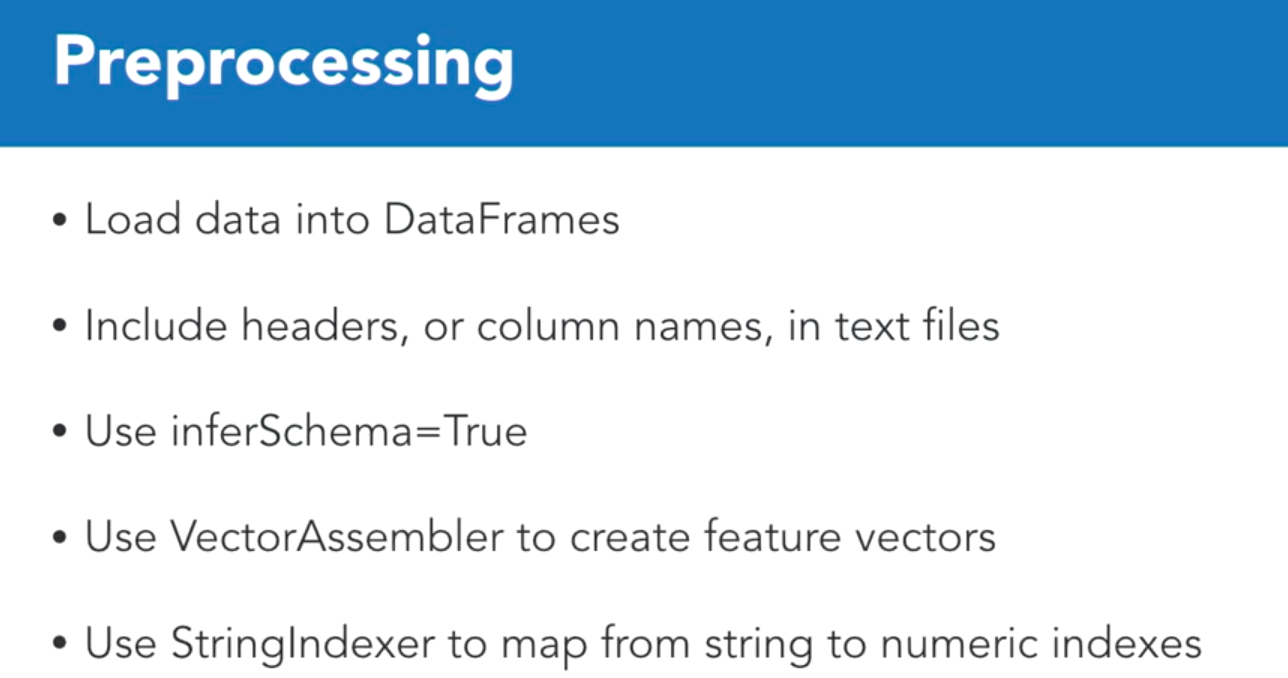 Preprocessing
• Load data into DataFrames
• Include headers, or column names, in text files
• Use inferSchema=True
• Use VectorAssembler to create feature vectors
• Use StringIndexer to map from string to numeric indexes